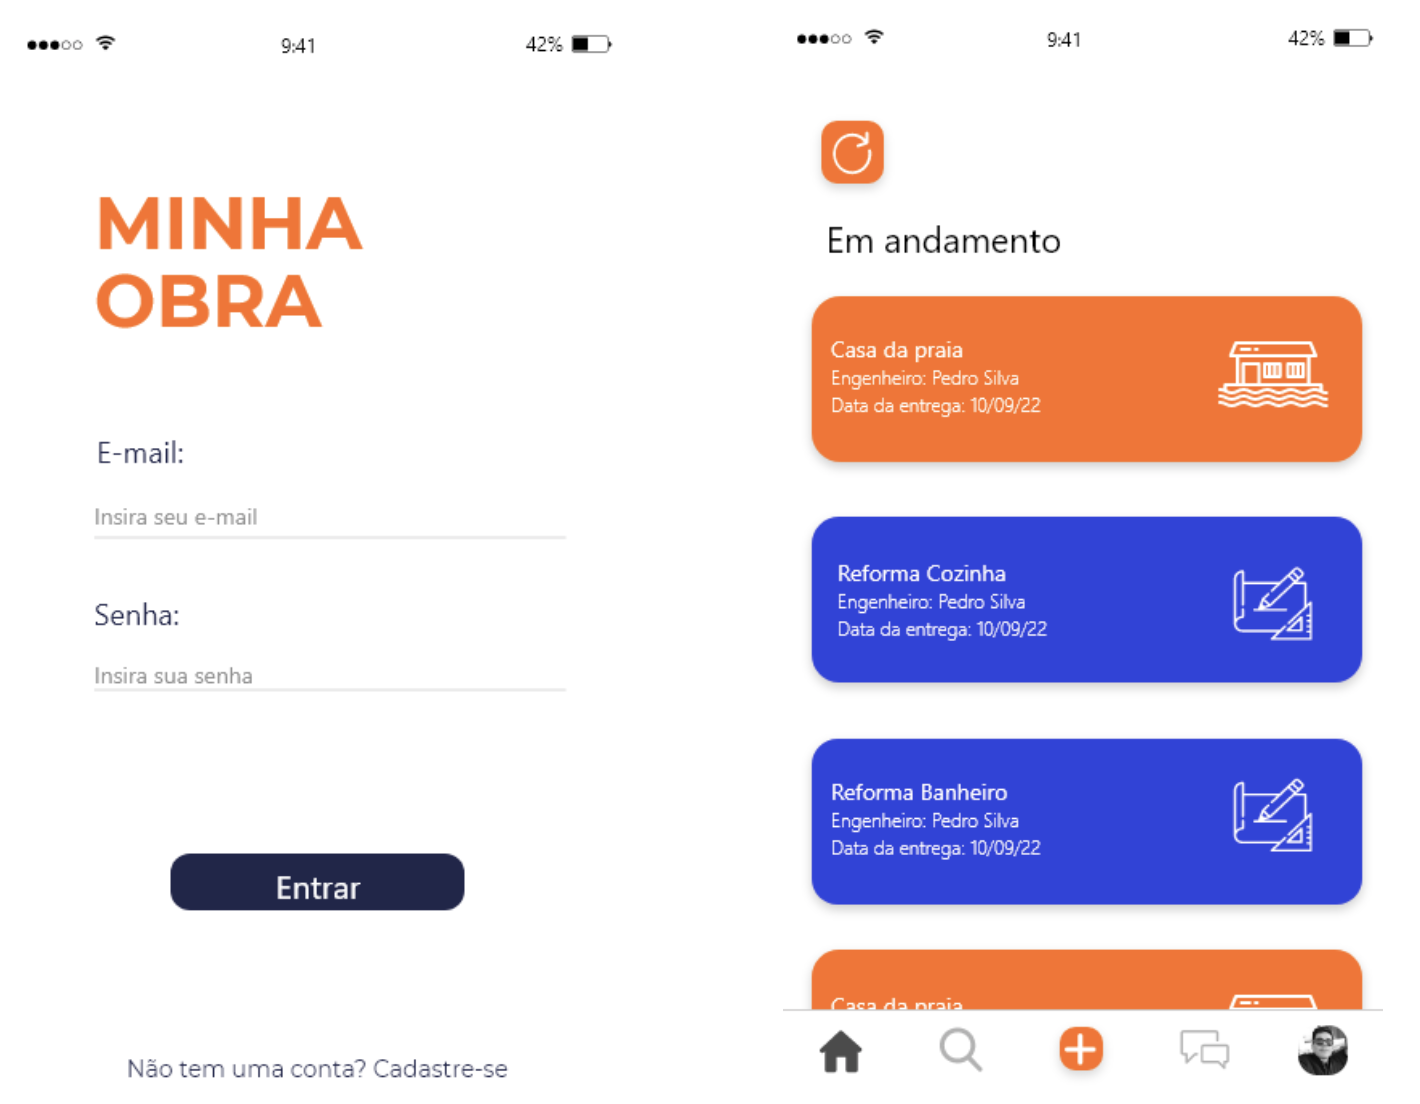 9:41
42%
MINHA
OBRA
E-mail:
Insira seu e-mail
Senha:
Insira sua senha
Entrar
Não tem uma conta? Cadastre-se
9:41
42%
Em andamento
Casa da praia
Engenheiro: Pedro Silva
Data da entrega: 10/09/22
Reforma Cozinha
Engenheiro: Pedro Silva
Data da entrega: 10/09/22
Reforma Banheiro
Engenheiro: Pedro Silva
Data da entrega: 10/09/22
Casa da praia